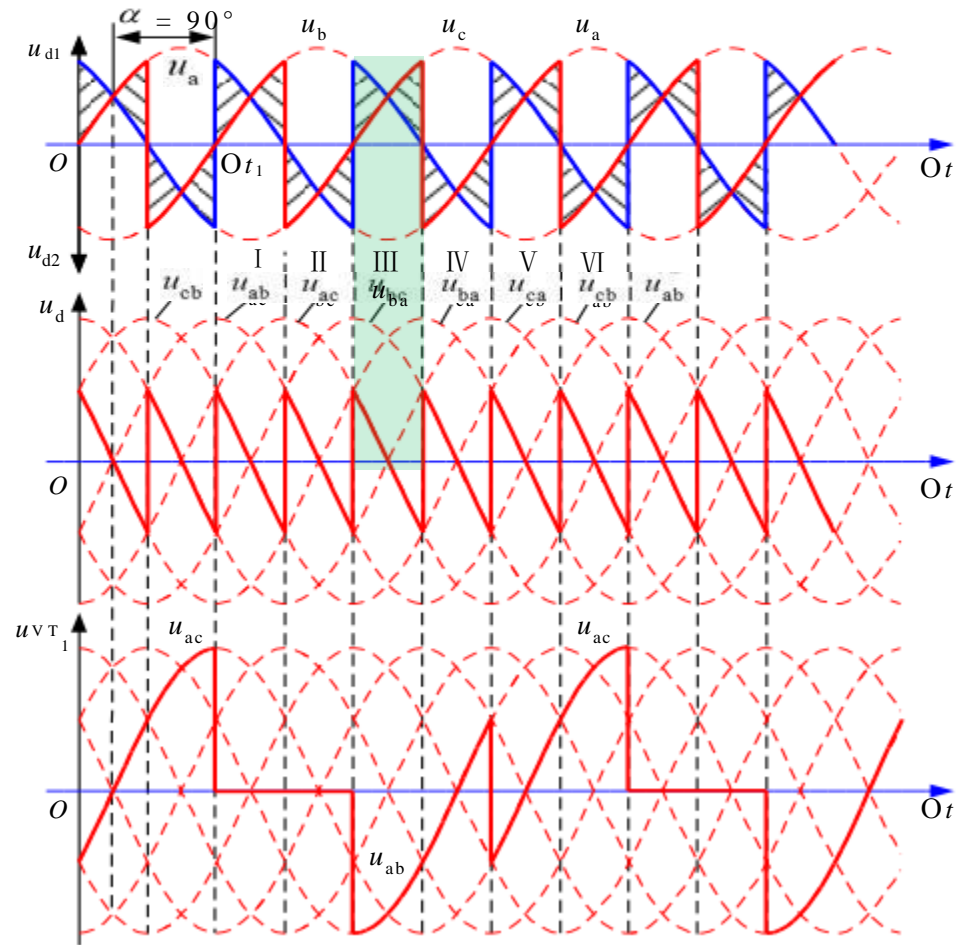 α = 90°
u_d1
u_a
u_b
u_c
u_a
O
Ot_1
Ot
u_d2
I
II
III
IV
V
VI
u_cb
u_ab
u_ac
u_ba
u_ba
u_ca
u_cb
u_ab
u_d
O
Ot
uVT_1
u_ac
u_ac
O
u_ab
Ot